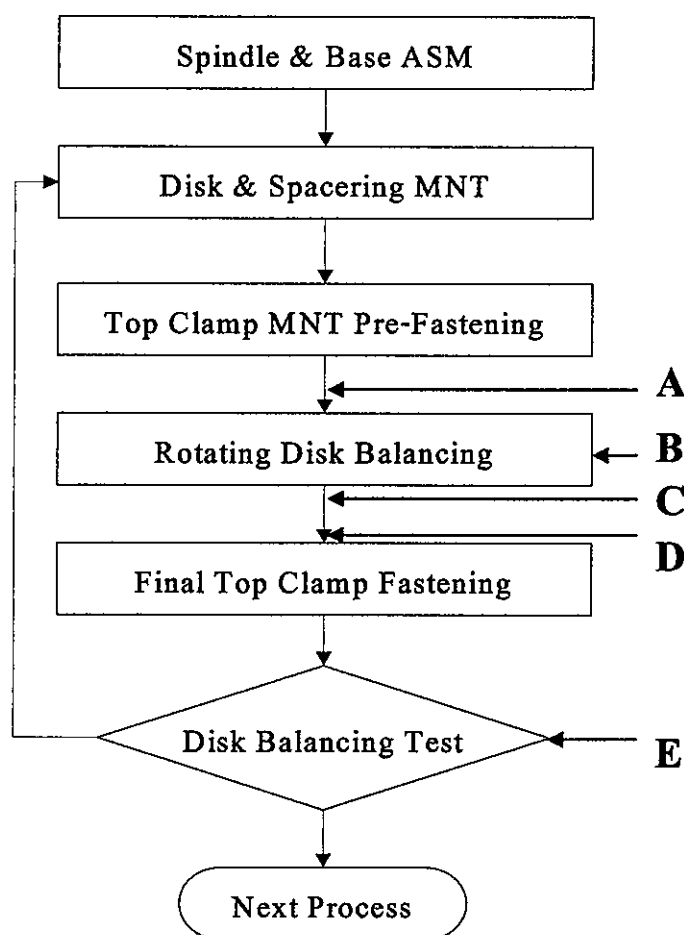 Spindle & Base ASM
Disk & Spacering MNT
Top Clamp MNT Pre-Fastening
A
Rotating Disk Balancing
B
C
D
Final Top Clamp Fastening
Disk Balancing Test
E
Next Process